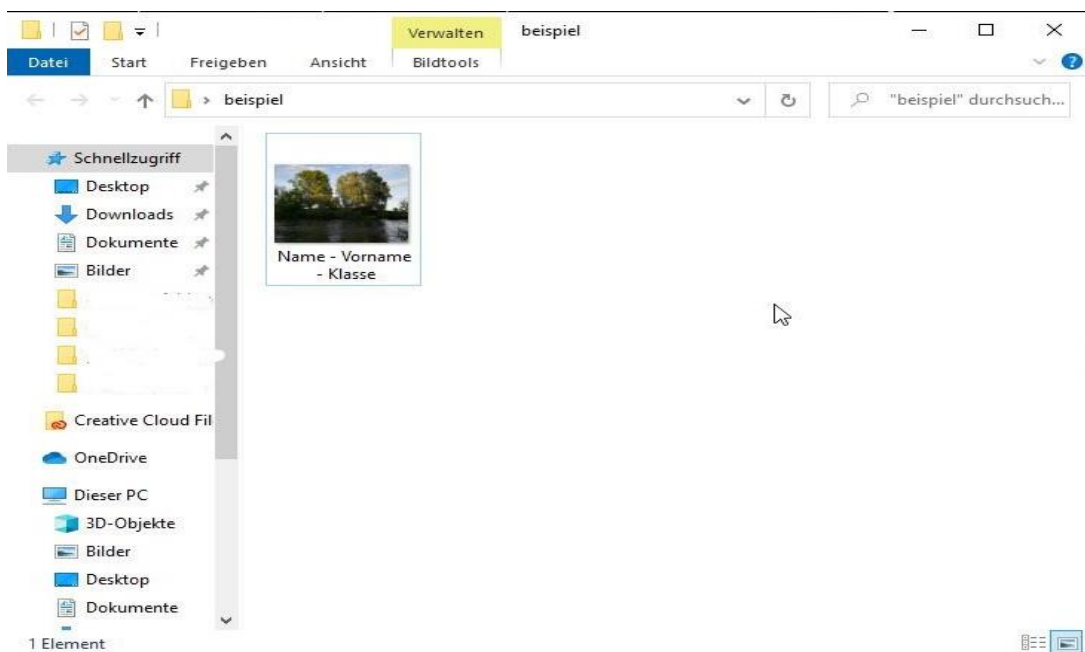 Verwalten beispiel
Datei Start Freigeben Ansicht Bildtools
beispiel "beispiel" durchsuch...
Schnellzugriff
Desktop
Downloads
Dokumente
Bilder
Creative Cloud Fil
OneDrive
Dieser PC
3D-Objekte
Bilder
Desktop
Dokumente
Name - Vorname
- Klasse
1 Element